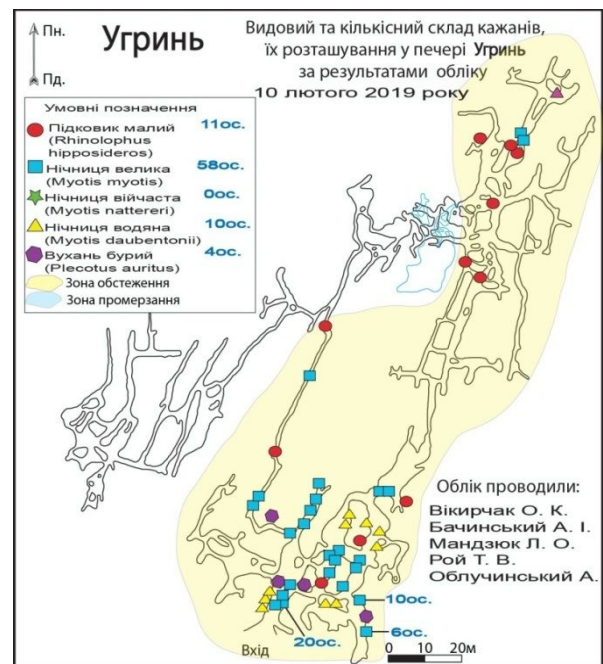 Пн.
Пд.
Угринь
Видовий та кількісний склад кажанів,
їх розташування у печері Угринь
за результатами обліку
10 лютого 2019 року
Умовні позначення
Підковик малий 11ос.
(Rhinolophus
hipposideros)
Нічниця велика 58ос.
(Myotis myotis)
Нічниця війчаста 0ос.
(Myotis nattereri)
Нічниця водяна 10ос.
(Myotis daubentonii)
Вухань бурий 4ос.
(Plecotus auritus)
Зона обстеження
Зона промерзання
Облік проводили:
Вікирчак О. К.
Бачинський А. І.
Мандзюк Л. О.
Рой Т. В.
Облучинський А.
10ос.
20ос.
6ос.
Вхід
0 10 20м